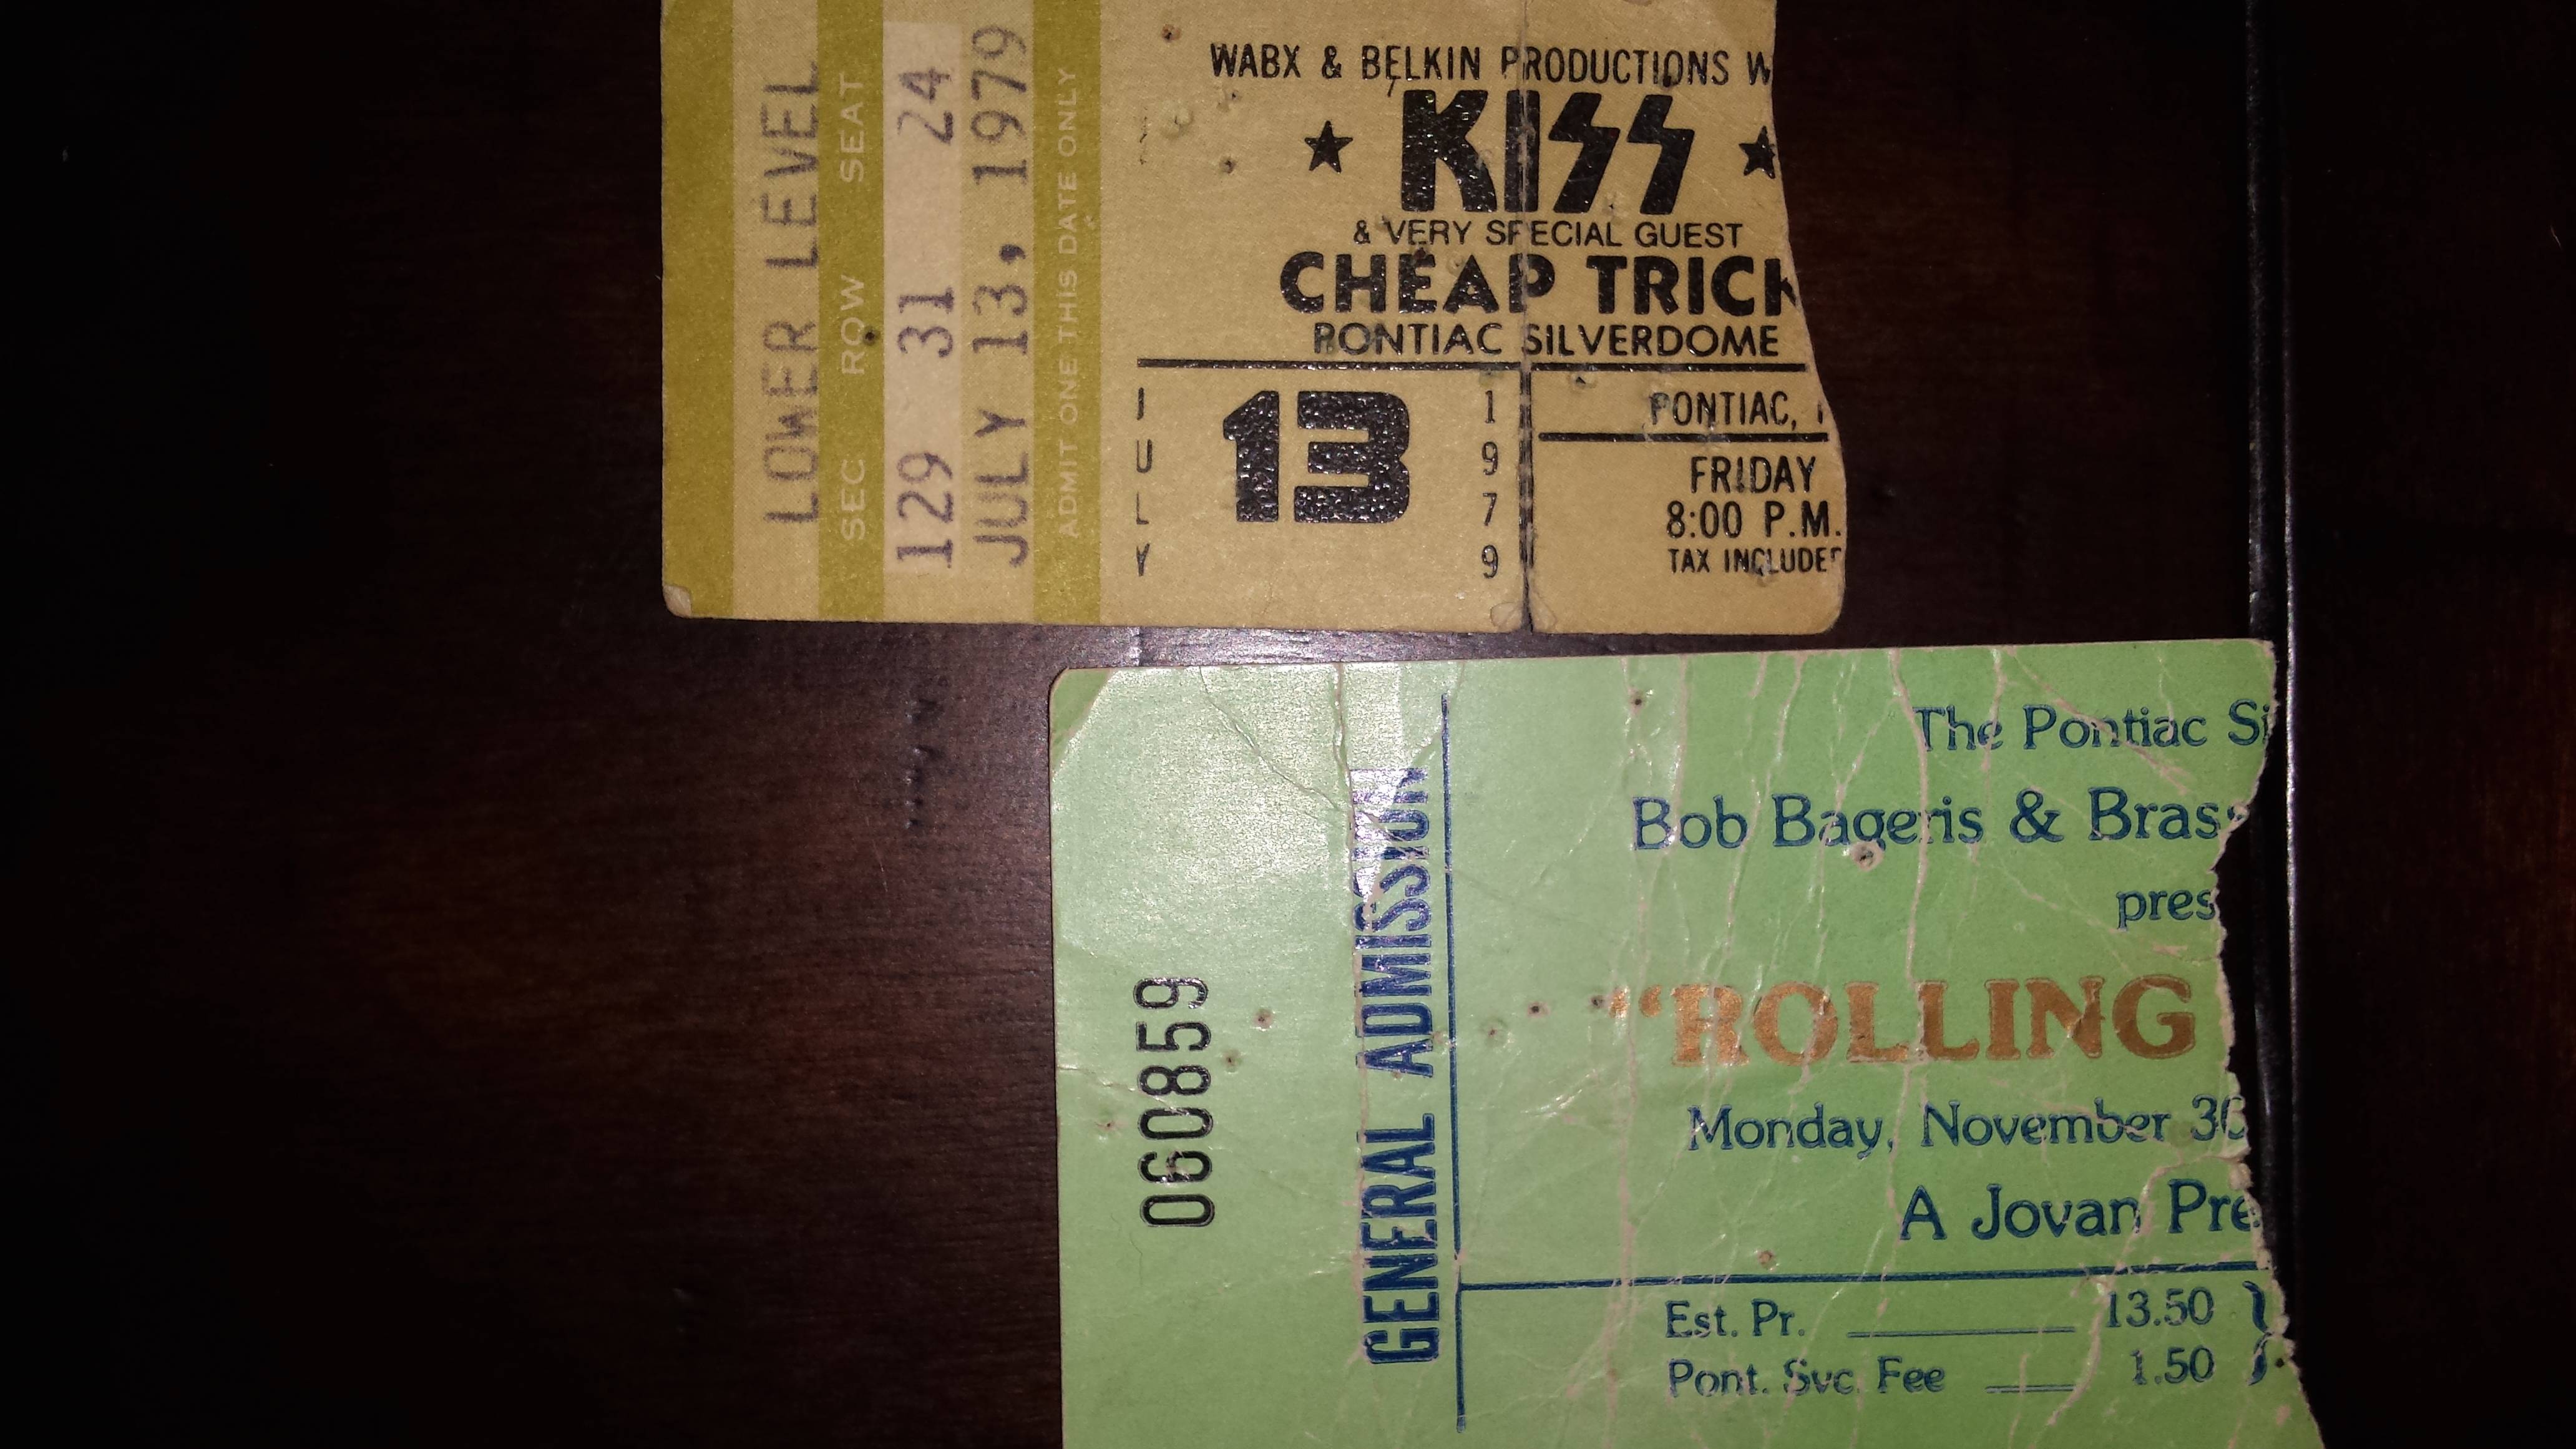 LOWER LEVEL
SEC ROW SEAT
129 31 24
JULY 13, 1979
ADMIT ONE THIS DATE ONLY
WABX & BELKIN PRODUCTIONS W
★ KISS ★
& VERY SPECIAL GUEST
CHEAP TRICK
PONTIAC SILVERDOME
JULY 13 1979
PONTIAC,
FRIDAY
8:00 P.M.
TAX INCLUDED
060859
GENERAL ADMISSION
The Pontiac Si
Bob Bageris & Brass
pres
"ROLLING
Monday, November 30
A Jovan Pre
Est. Pr. 13.50 }
Pont. Svc. Fee 1.50 }